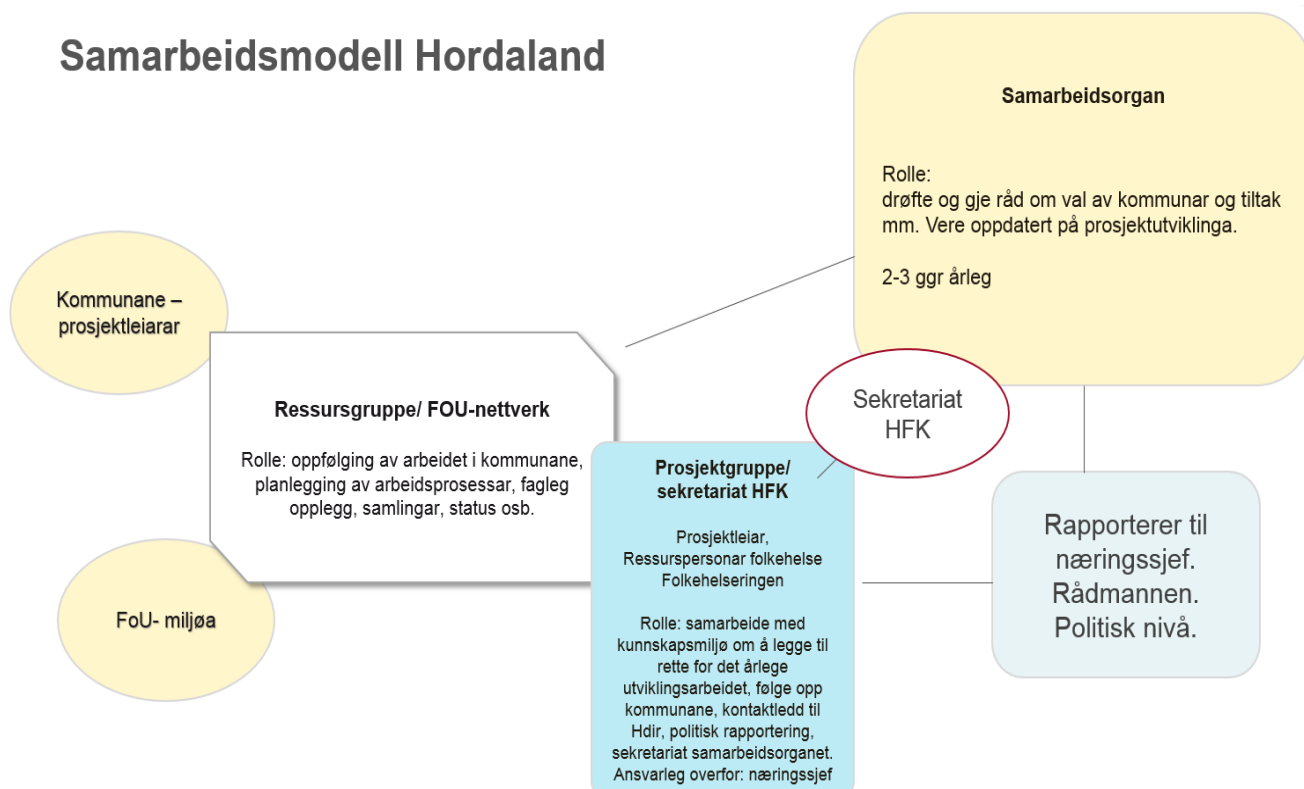 Samarbeidsmodell Hordaland
Samarbeidsorgan
Rolle:
drøfte og gje råd om val av kommunar og tiltak
mm. Vere oppdatert på prosjektutviklinga.
2-3 ggr årleg
Kommunane –
prosjektleiarar
Ressursgruppe/ FOU-nettverk
Rolle: oppfølging av arbeidet i kommunane,
planlegging av arbeidsprosessar, fagleg
opplegg, samlingar, status osb.
FoU- miljøa
Sekretariat
HFK
Prosjektgruppe/
sekretariat HFK
Prosjektleiar,
Ressurspersonar folkehelse
Folkehelseringen
Rolle: samarbeide med
kunnskapsmiljø om å legge til
rette for det årlege
utviklingsarbeidet, følge opp
kommunane, kontaktledd til
Hdir, politisk rapportering,
sekretariat samarbeidsorganet.
Ansvarleg overfor: næringssjef
Rapporterer til
næringssjef.
Rådmannen.
Politisk nivå.